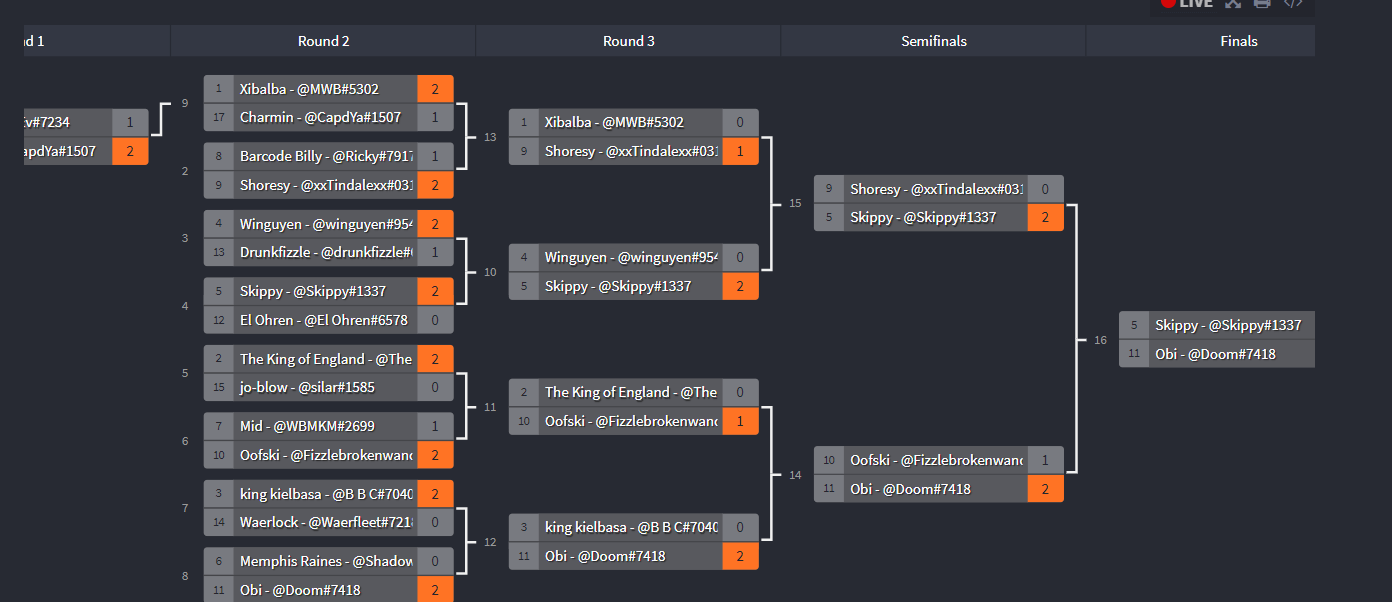 LIVE
d 1
Round 2
Round 3
Semifinals
Finals
v#7234 1
apdYa#1507 2
9
1 Xibalba - @MWB#5302 2
17 Charmin - @CapdYa#1507 1
2
8 Barcode Billy - @Ricky#7917 1
9 Shoresy - @xxTindalexx#031 2
3
4 Winguyen - @winguyen#954 2
13 Drunkfizzle - @drunkfizzle# 1
4
5 Skippy - @Skippy#1337 2
12 El Ohren - @El Ohren#6578 0
5
2 The King of England - @The 2
15 jo-blow - @silar#1585 0
6
7 Mid - @WBMKM#2699 1
10 Oofski - @Fizzlebrokenwand 2
7
3 king kielbasa - @B B C#7040 2
14 Waerlock - @Waerfleet#721 0
8
6 Memphis Raines - @Shadow 0
11 Obi - @Doom#7418 2
13
1 Xibalba - @MWB#5302 0
9 Shoresy - @xxTindalexx#031 1
10
4 Winguyen - @winguyen#954 0
5 Skippy - @Skippy#1337 2
11
2 The King of England - @The 0
10 Oofski - @Fizzlebrokenwand 1
12
3 king kielbasa - @B B C#7040 0
11 Obi - @Doom#7418 2
15
9 Shoresy - @xxTindalexx#031 0
5 Skippy - @Skippy#1337 2
14
10 Oofski - @Fizzlebrokenwand 1
11 Obi - @Doom#7418 2
16
5 Skippy - @Skippy#1337
11 Obi - @Doom#7418